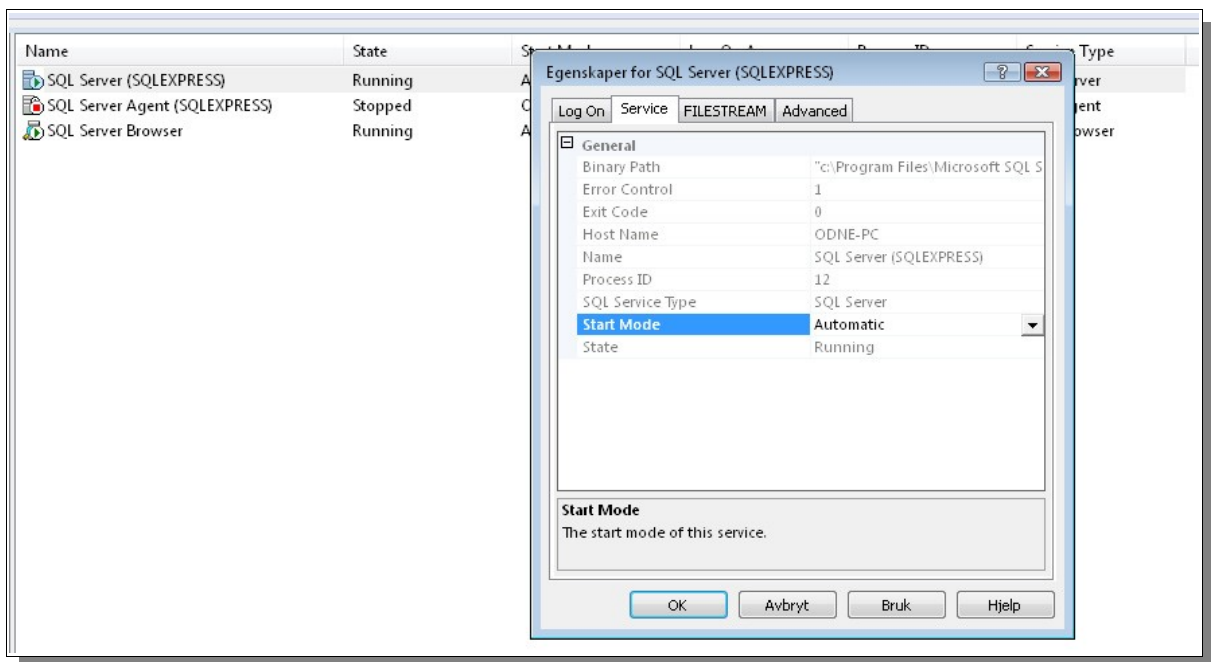 Name State Type
SQL Server (SQLEXPRESS) Running
SQL Server Agent (SQLEXPRESS) Stopped
SQL Server Browser Running
Egenskaper for SQL Server (SQLEXPRESS)
Log On Service FILESTREAM Advanced
General
Binary Path "c:\Program Files\Microsoft SQL S
Error Control 1
Exit Code 0
Host Name ODNE-PC
Name SQL Server (SQLEXPRESS)
Process ID 12
SQL Service Type SQL Server
Start Mode Automatic
State Running
Start Mode
The start mode of this service.
OK Avbryt Bruk Hjelp